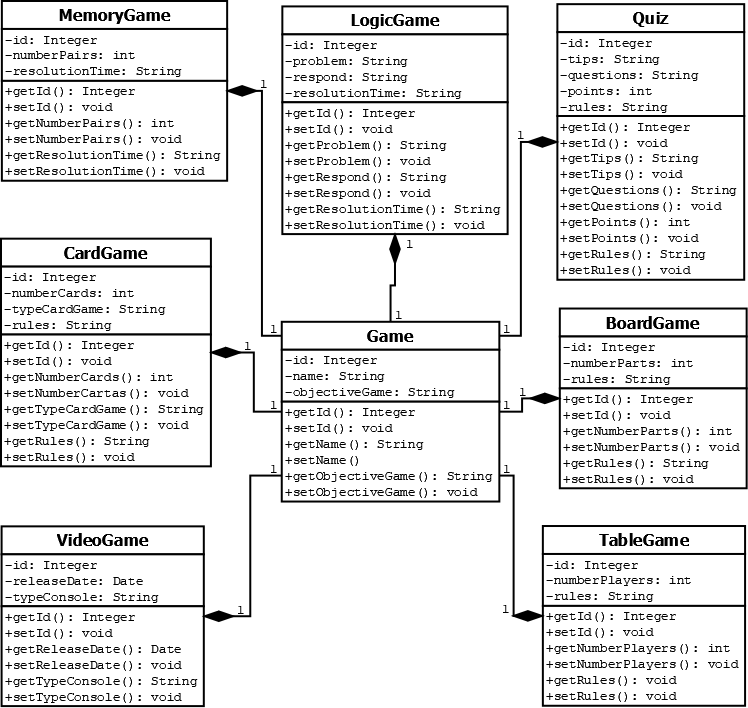 MemoryGame
-id: Integer
-numberPairs: int
-resolutionTime: String
+getId(): Integer
+setId(): void
+getNumberPairs(): int
+setNumberPairs(): void
+getResolutionTime(): String
+setResolutionTime(): void
1
1
LogicGame
-id: Integer
-problem: String
-respond: String
-resolutionTime: String
+getId(): Integer
+setId(): void
+getProblem(): String
+setProblem(): void
+getRespond(): String
+setRespond(): void
+getResolutionTime(): String
+setResolutionTime(): void
1
1
Quiz
-id: Integer
-tips: String
-questions: String
-points: int
-rules: String
+getId(): Integer
+setId(): void
+getTips(): String
+setTips(): void
+getQuestions(): String
+setQuestions(): void
+getPoints(): int
+setPoints(): void
+getRules(): String
+setRules(): void
1
1
CardGame
-id: Integer
-numberCards: int
-typeCardGame: String
-rules: String
+getId(): Integer
+setId(): void
+getNumberCards(): int
+setNumberCartas(): void
+getTypeCardGame(): String
+setTypeCardGame(): void
+getRules(): String
+setRules(): void
1
1
Game
-id: Integer
-name: String
-objectiveGame: String
+getId(): Integer
+setId(): void
+getName(): String
+setName()
+getObjectiveGame(): String
+setObjectiveGame(): void
BoardGame
-id: Integer
-numberParts: int
-rules: String
+getId(): Integer
+setId(): void
+getNumberParts(): int
+setNumberParts(): void
+getRules(): String
+setRules(): void
1
1
VideoGame
-id: Integer
-releaseDate: Date
-typeConsole: String
+getId(): Integer
+setId(): void
+getReleaseDate(): Date
+setReleaseDate(): void
+getTypeConsole(): String
+setTypeConsole(): void
1
1
TableGame
-id: Integer
-numberPlayers: int
-rules: String
+getId(): Integer
+setId(): void
+getNumberPlayers(): int
+setNumberPlayers(): void
+getRules(): void
+setRules(): void
1
1